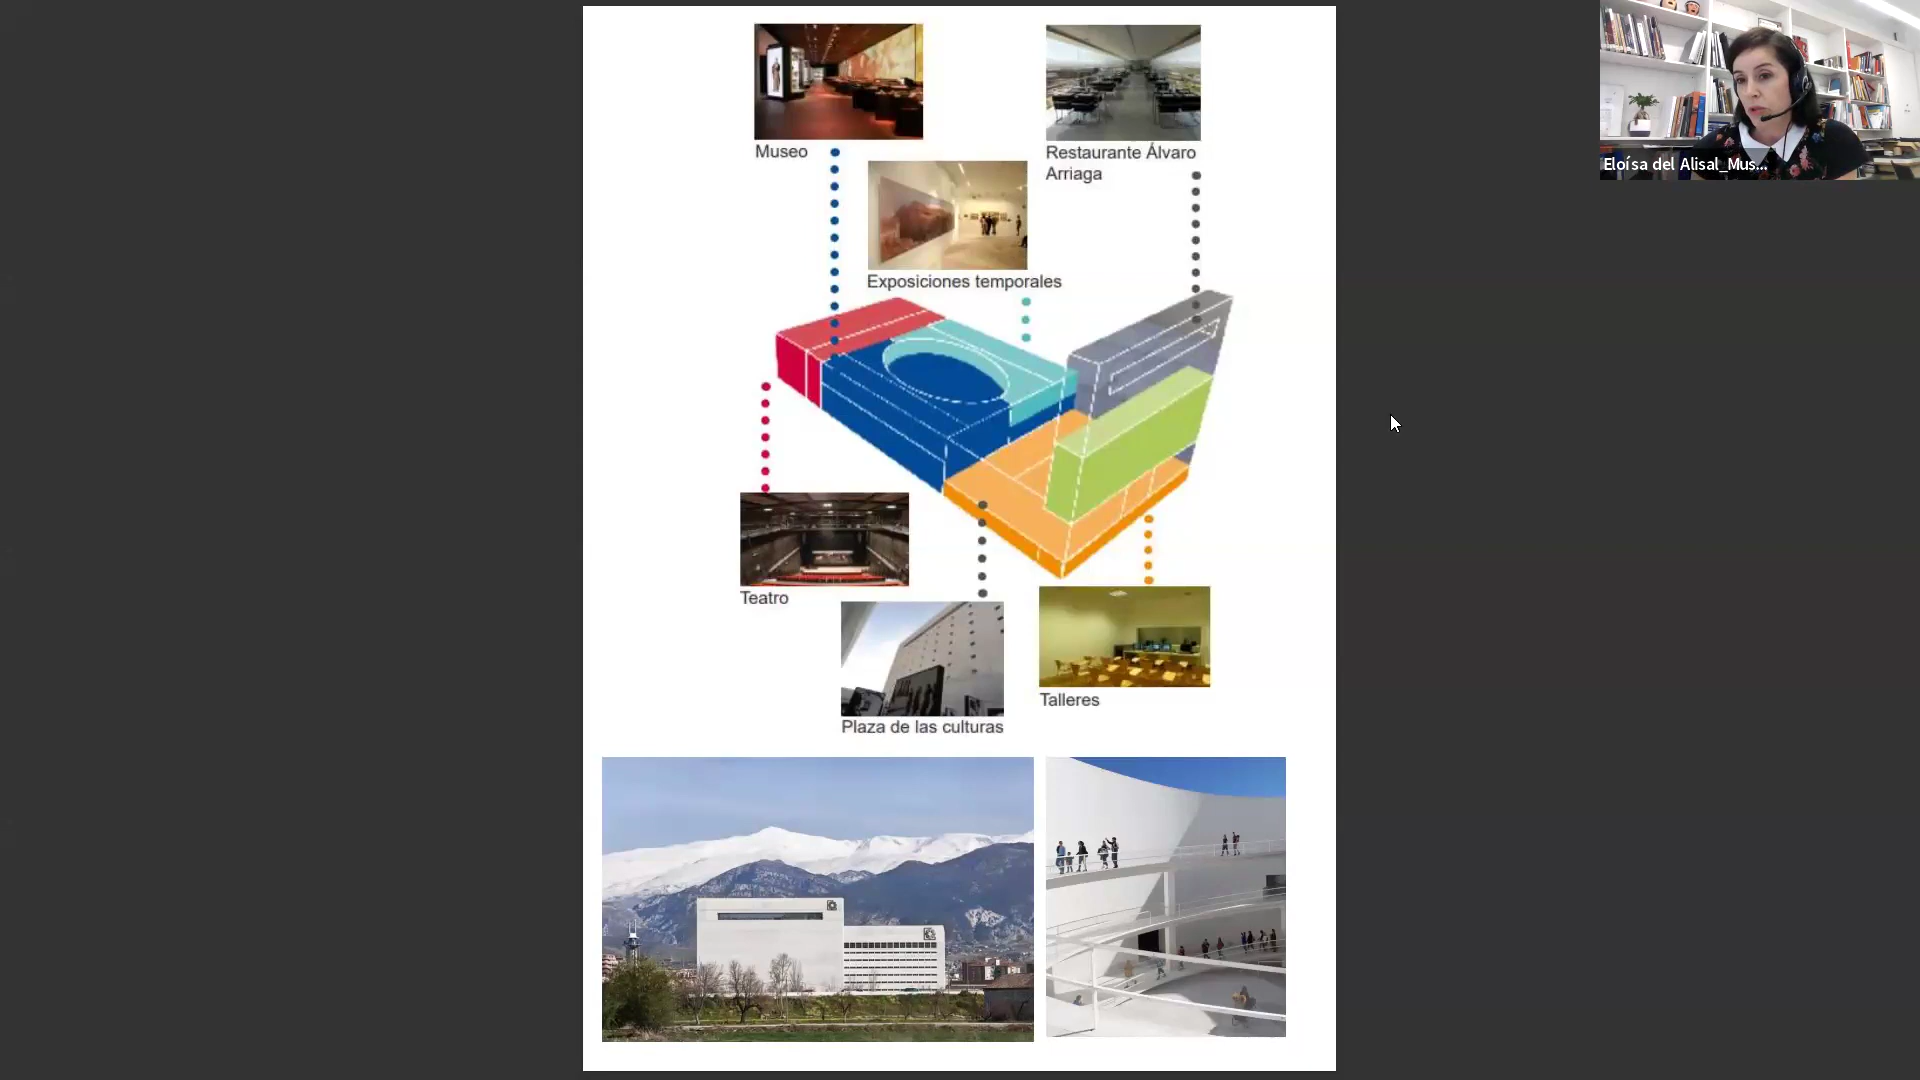 Museo
Restaurante Álvaro
Arriaga
Exposiciones temporales
Teatro
Plaza de las culturas
Talleres
Eloísa del Alisal_Mus...